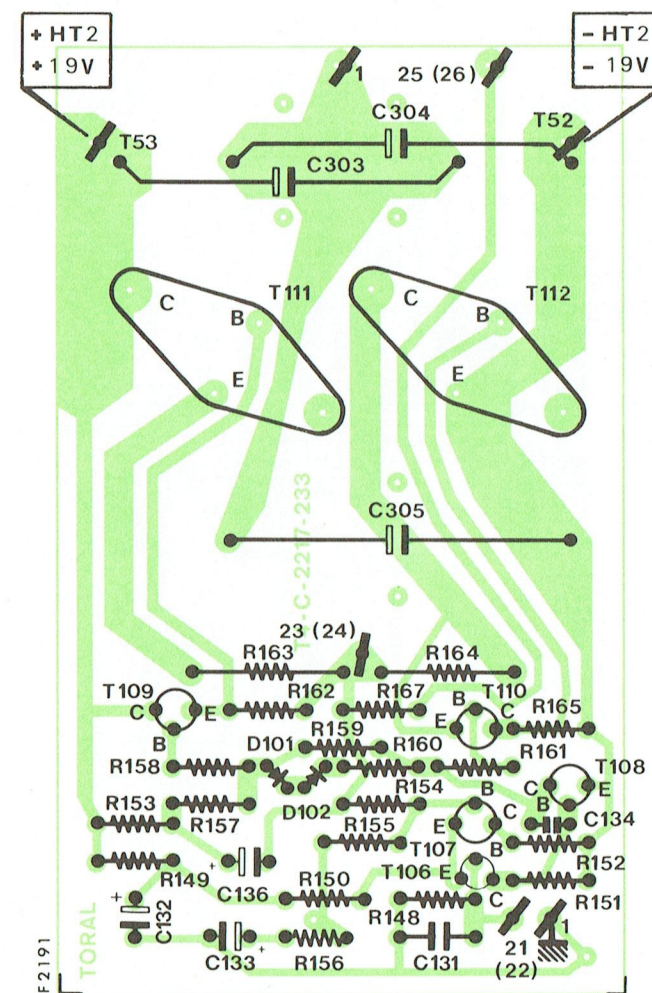 + HT2
+ 19V
- HT2
- 19V
1
25 (26)
C304
T53
T52
C303
T111
T112
C
B
E
C
B
E
C305
-C-2217-233
23 (24)
R163
R164
T109
R162
R167
B
T110
C
E
E
C
R165
B
R159
D101
R160
R161
R158
T108
R154
B
C
E
R153
R157
D102
E
C
B
C134
R155
T107
B
R149
C136
R150
T106
E
R152
+
+
C
R148
R151
C132
TORAL
C133
+
R156
C131
21
(22)
1
F2191